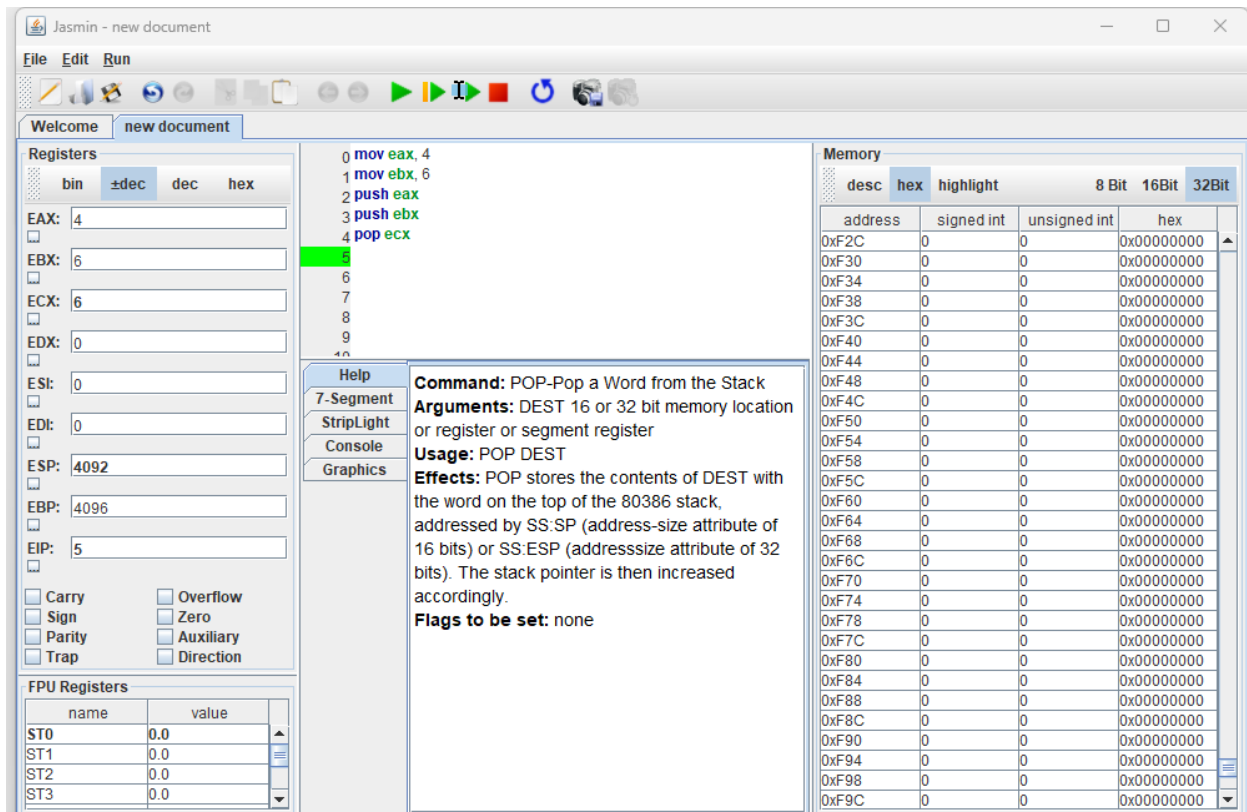 Jasmin - new document
File Edit Run
Welcome new document
Registers
bin ±dec dec hex
EAX: 4
...
EBX: 6
...
ECX: 6
...
EDX: 0
...
ESI: 0
...
EDI: 0
...
ESP: 4092
...
EBP: 4096
...
EIP: 5
...
Carry Overflow
Sign Zero
Parity Auxiliary
Trap Direction
FPU Registers
name value
ST0 0.0
ST1 0.0
ST2 0.0
ST3 0.0
0 mov eax, 4
1 mov ebx, 6
2 push eax
3 push ebx
4 pop ecx
5
6
7
8
9
10
Help
7-Segment
StripLight
Console
Graphics
Command: POP-Pop a Word from the Stack
Arguments: DEST 16 or 32 bit memory location
or register or segment register
Usage: POP DEST
Effects: POP stores the contents of DEST with
the word on the top of the 80386 stack,
addressed by SS:SP (address-size attribute of
16 bits) or SS:ESP (addresssize attribute of 32
bits). The stack pointer is then increased
accordingly.
Flags to be set: none
Memory
desc hex highlight 8 Bit 16Bit 32Bit
address signed int unsigned int hex
0xF2C 0 0 0x00000000
0xF30 0 0 0x00000000
0xF34 0 0 0x00000000
0xF38 0 0 0x00000000
0xF3C 0 0 0x00000000
0xF40 0 0 0x00000000
0xF44 0 0 0x00000000
0xF48 0 0 0x00000000
0xF4C 0 0 0x00000000
0xF50 0 0 0x00000000
0xF54 0 0 0x00000000
0xF58 0 0 0x00000000
0xF5C 0 0 0x00000000
0xF60 0 0 0x00000000
0xF64 0 0 0x00000000
0xF68 0 0 0x00000000
0xF6C 0 0 0x00000000
0xF70 0 0 0x00000000
0xF74 0 0 0x00000000
0xF78 0 0 0x00000000
0xF7C 0 0 0x00000000
0xF80 0 0 0x00000000
0xF84 0 0 0x00000000
0xF88 0 0 0x00000000
0xF8C 0 0 0x00000000
0xF90 0 0 0x00000000
0xF94 0 0 0x00000000
0xF98 0 0 0x00000000
0xF9C 0 0 0x00000000